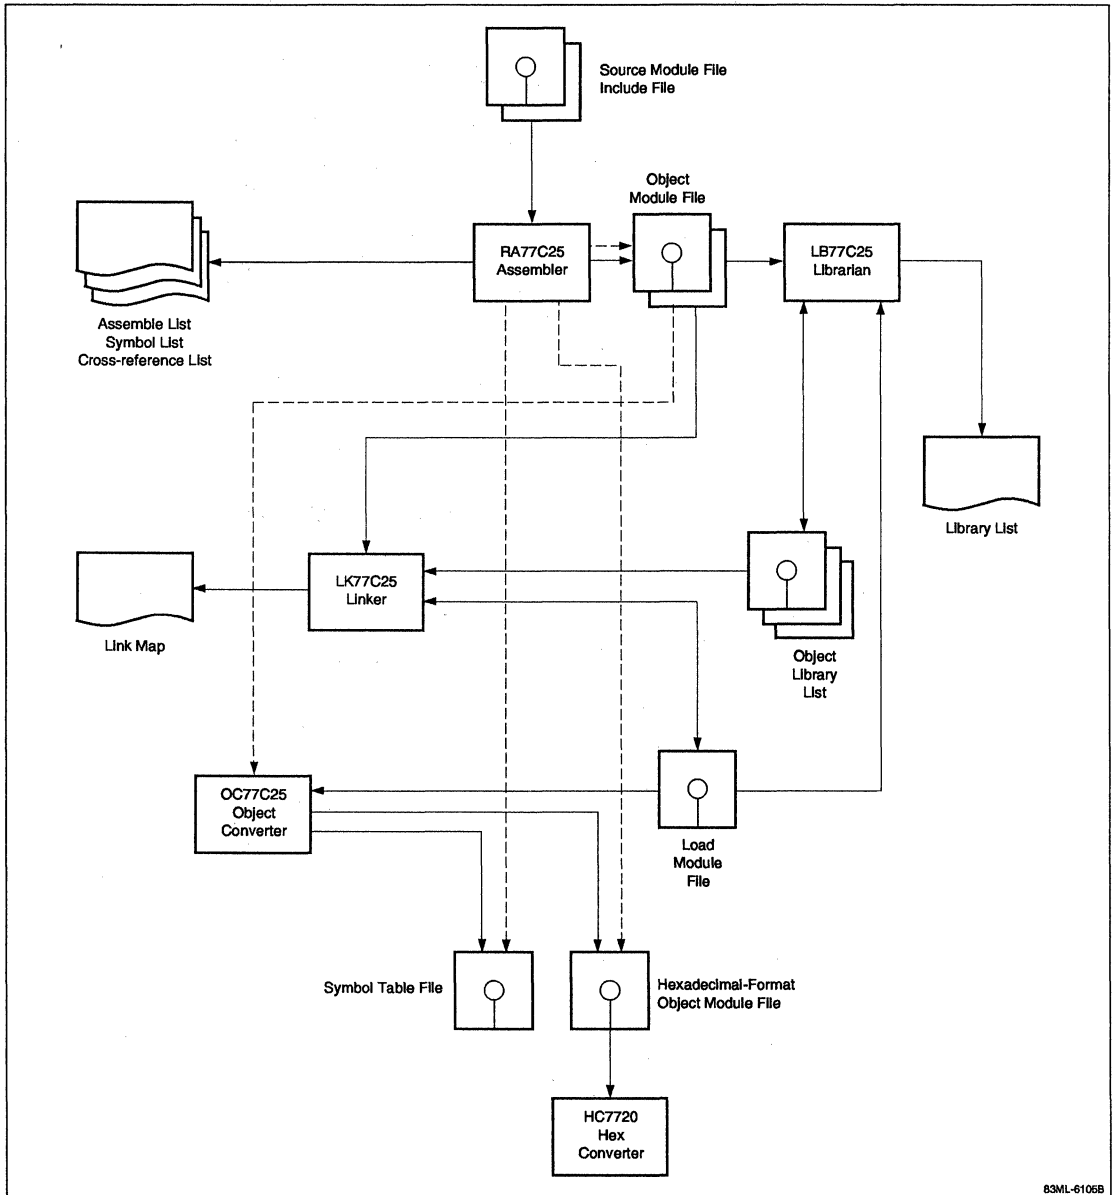 Source Module File
Include File
Object
Module File
RA77C25
Assembler
LB77C25
Librarian
Assemble List
Symbol List
Cross-reference List
Library List
LK77C25
Linker
Link Map
Object
Library
List
OC77C25
Object
Converter
Load
Module
File
Symbol Table File
Hexadecimal-Format
Object Module File
HC7720
Hex
Converter
83ML-6105B